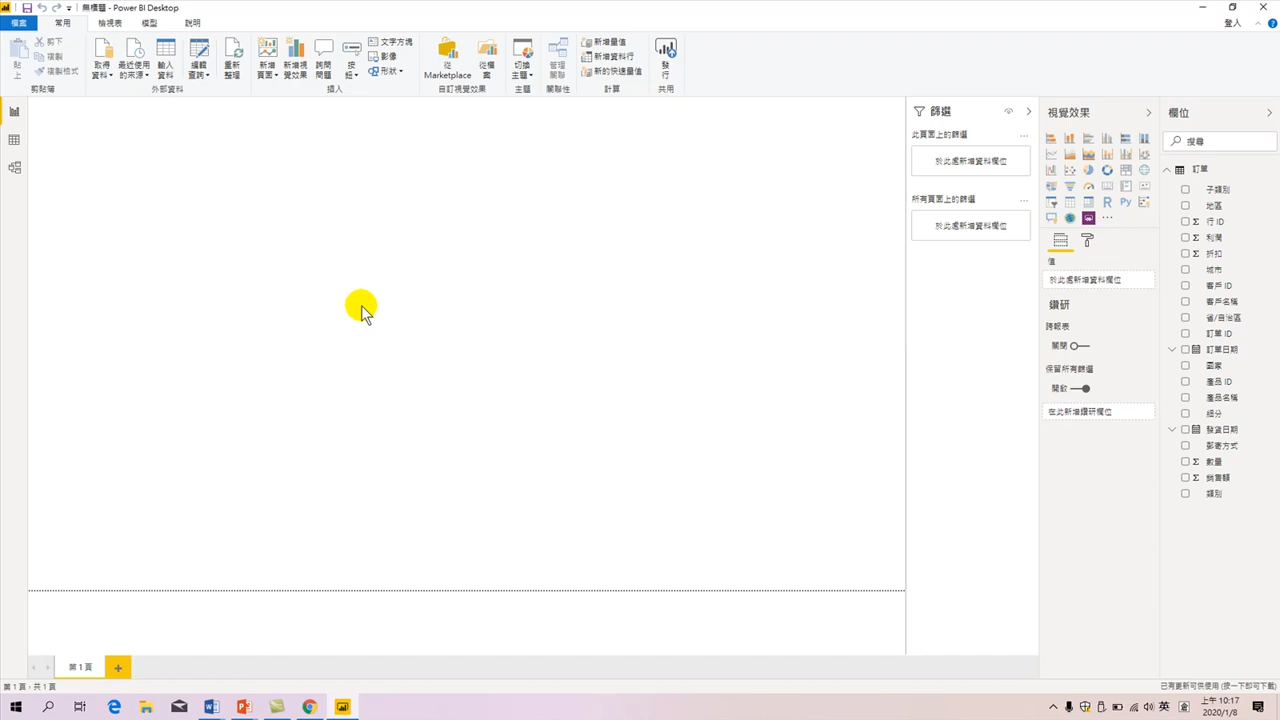 無標題 - Power BI Desktop
檔案
常用
檢視表
模型
說明
登入
貼上
剪下
複製
複製格式
剪貼簿
取得資料
最近使用的來源
輸入資料
編輯查詢
重新整理
外部資料
新增頁面
新增視覺效果
詢問問題
按鈕
文字方塊
影像
形狀
插入
從 Marketplace
從檔案
自訂視覺效果
切換主題
主題
管理關聯
關聯性
新增量值
新增資料行
新的快速量值
計算
發行
共用
篩選
此頁面上的篩選
於此處新增資料欄位
所有頁面上的篩選
於此處新增資料欄位
視覺效果
R
Py
值
於此處新增資料欄位
鑽研
跨報表
關閉
保留所有篩選
開啟
在此新增鑽研欄位
欄位
搜尋
訂單
子類別
地區
行 ID
利潤
折扣
城市
客戶 ID
客戶名稱
省/自治區
訂單 ID
訂單日期
國家
產品 ID
產品名稱
細分
發貨日期
郵寄方式
數量
銷售額
類別
第 1 頁
第 1 頁，共 1 頁
已有更新可供使用 (按一下即可下載)
英
上午 10:17
2020/1/8